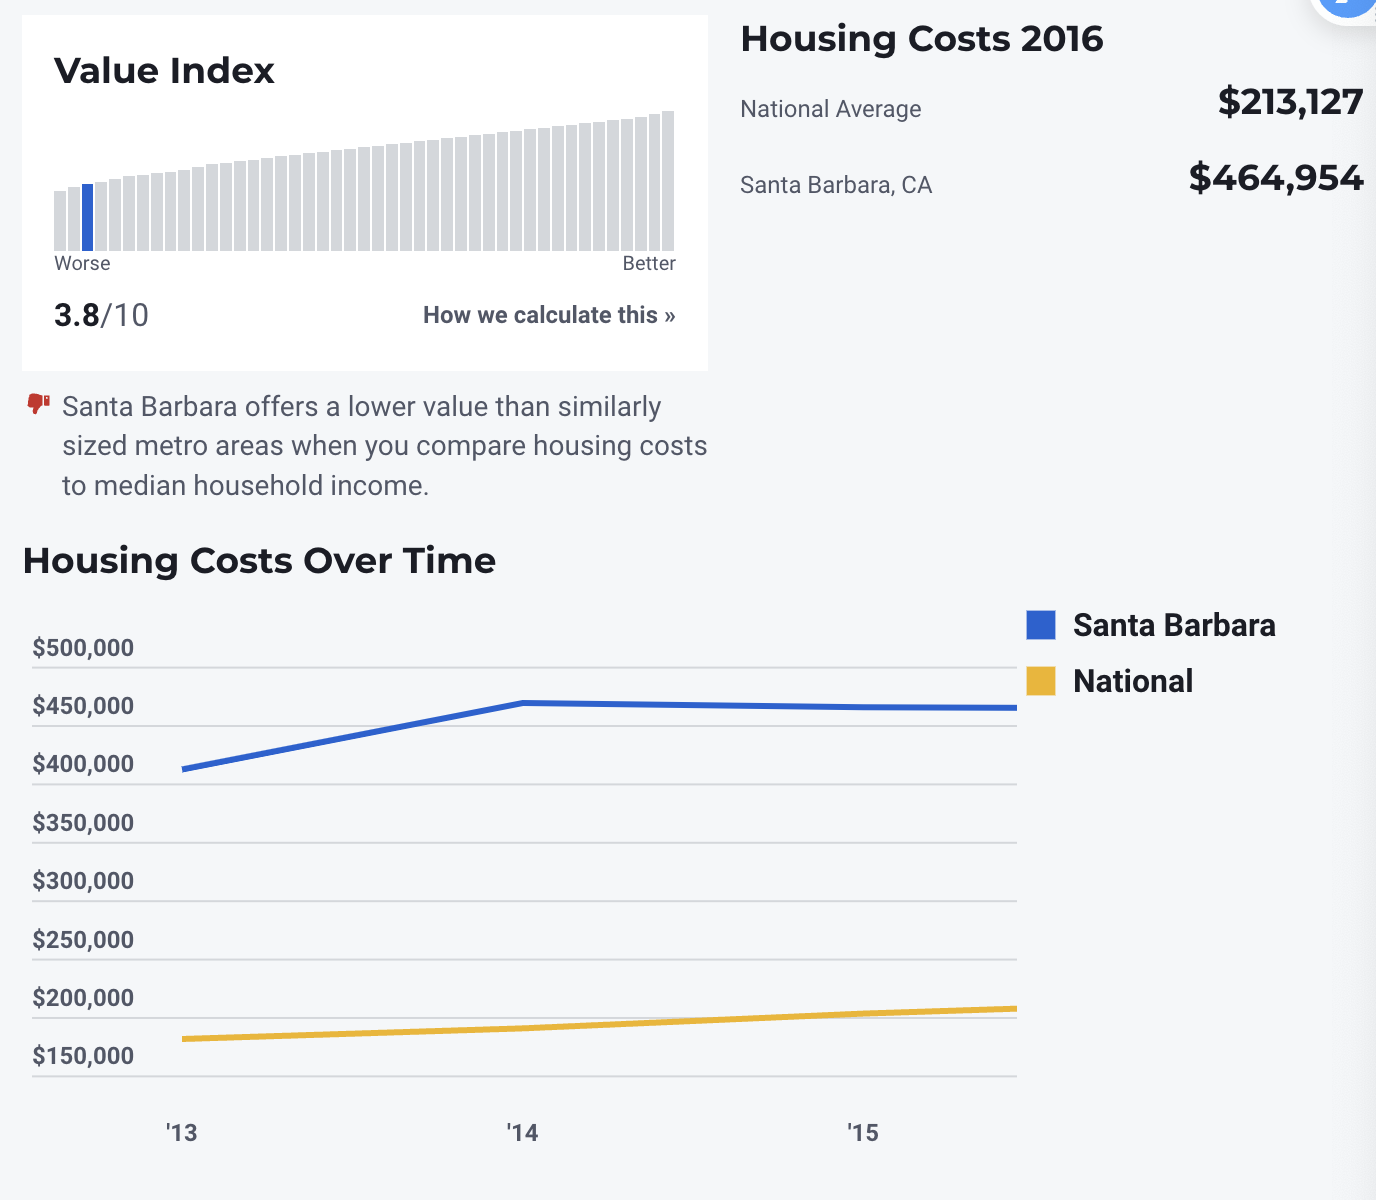 Value Index
Worse
Better
3.8/10
How we calculate this »
Santa Barbara offers a lower value than similarly
sized metro areas when you compare housing costs
to median household income.
Housing Costs 2016
National Average
$213,127
Santa Barbara, CA
$464,954
Housing Costs Over Time
$500,000
$450,000
$400,000
$350,000
$300,000
$250,000
$200,000
$150,000
'13
'14
'15
Santa Barbara
National